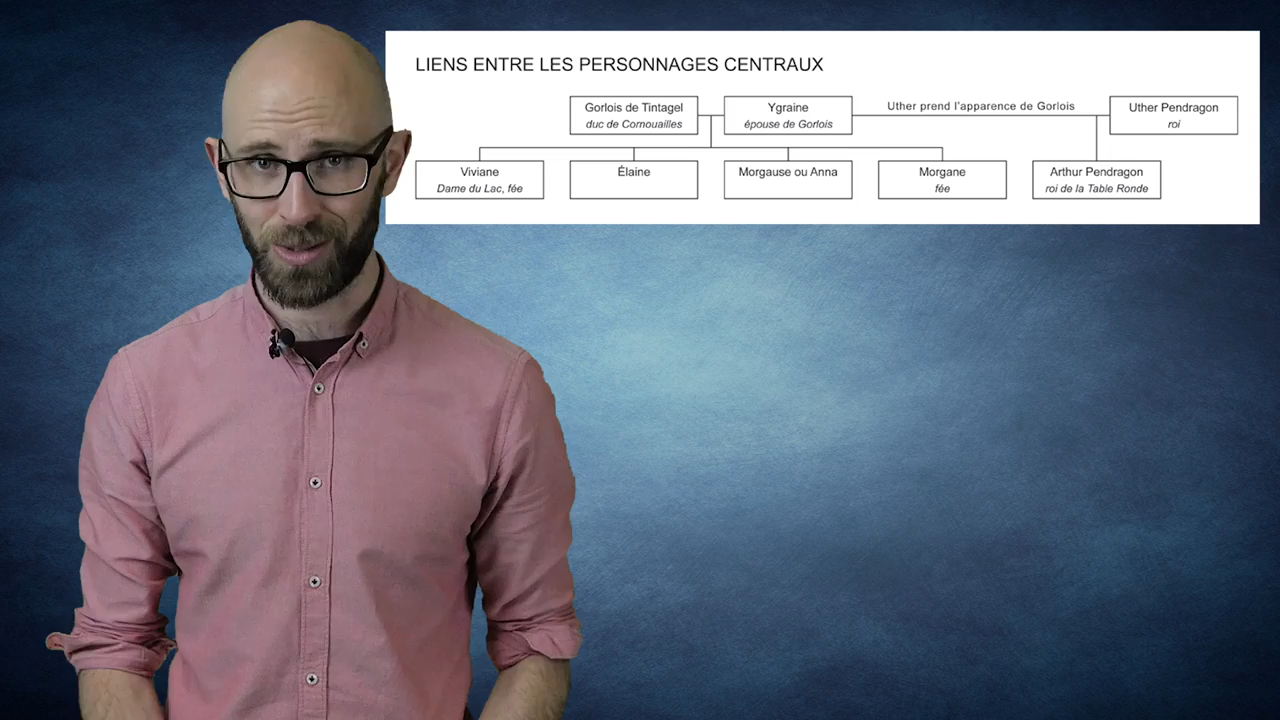 LIENS ENTRE LES PERSONNAGES CENTRAUX
Gorlois de Tintagel
duc de Cornouailles
Ygraine
épouse de Gorlois
Uther prend l'apparence de Gorlois
Uther Pendragon
roi
Viviane
Dame du Lac, fée
Élaine
Morgause ou Anna
Morgane
fée
Arthur Pendragon
roi de la Table Ronde